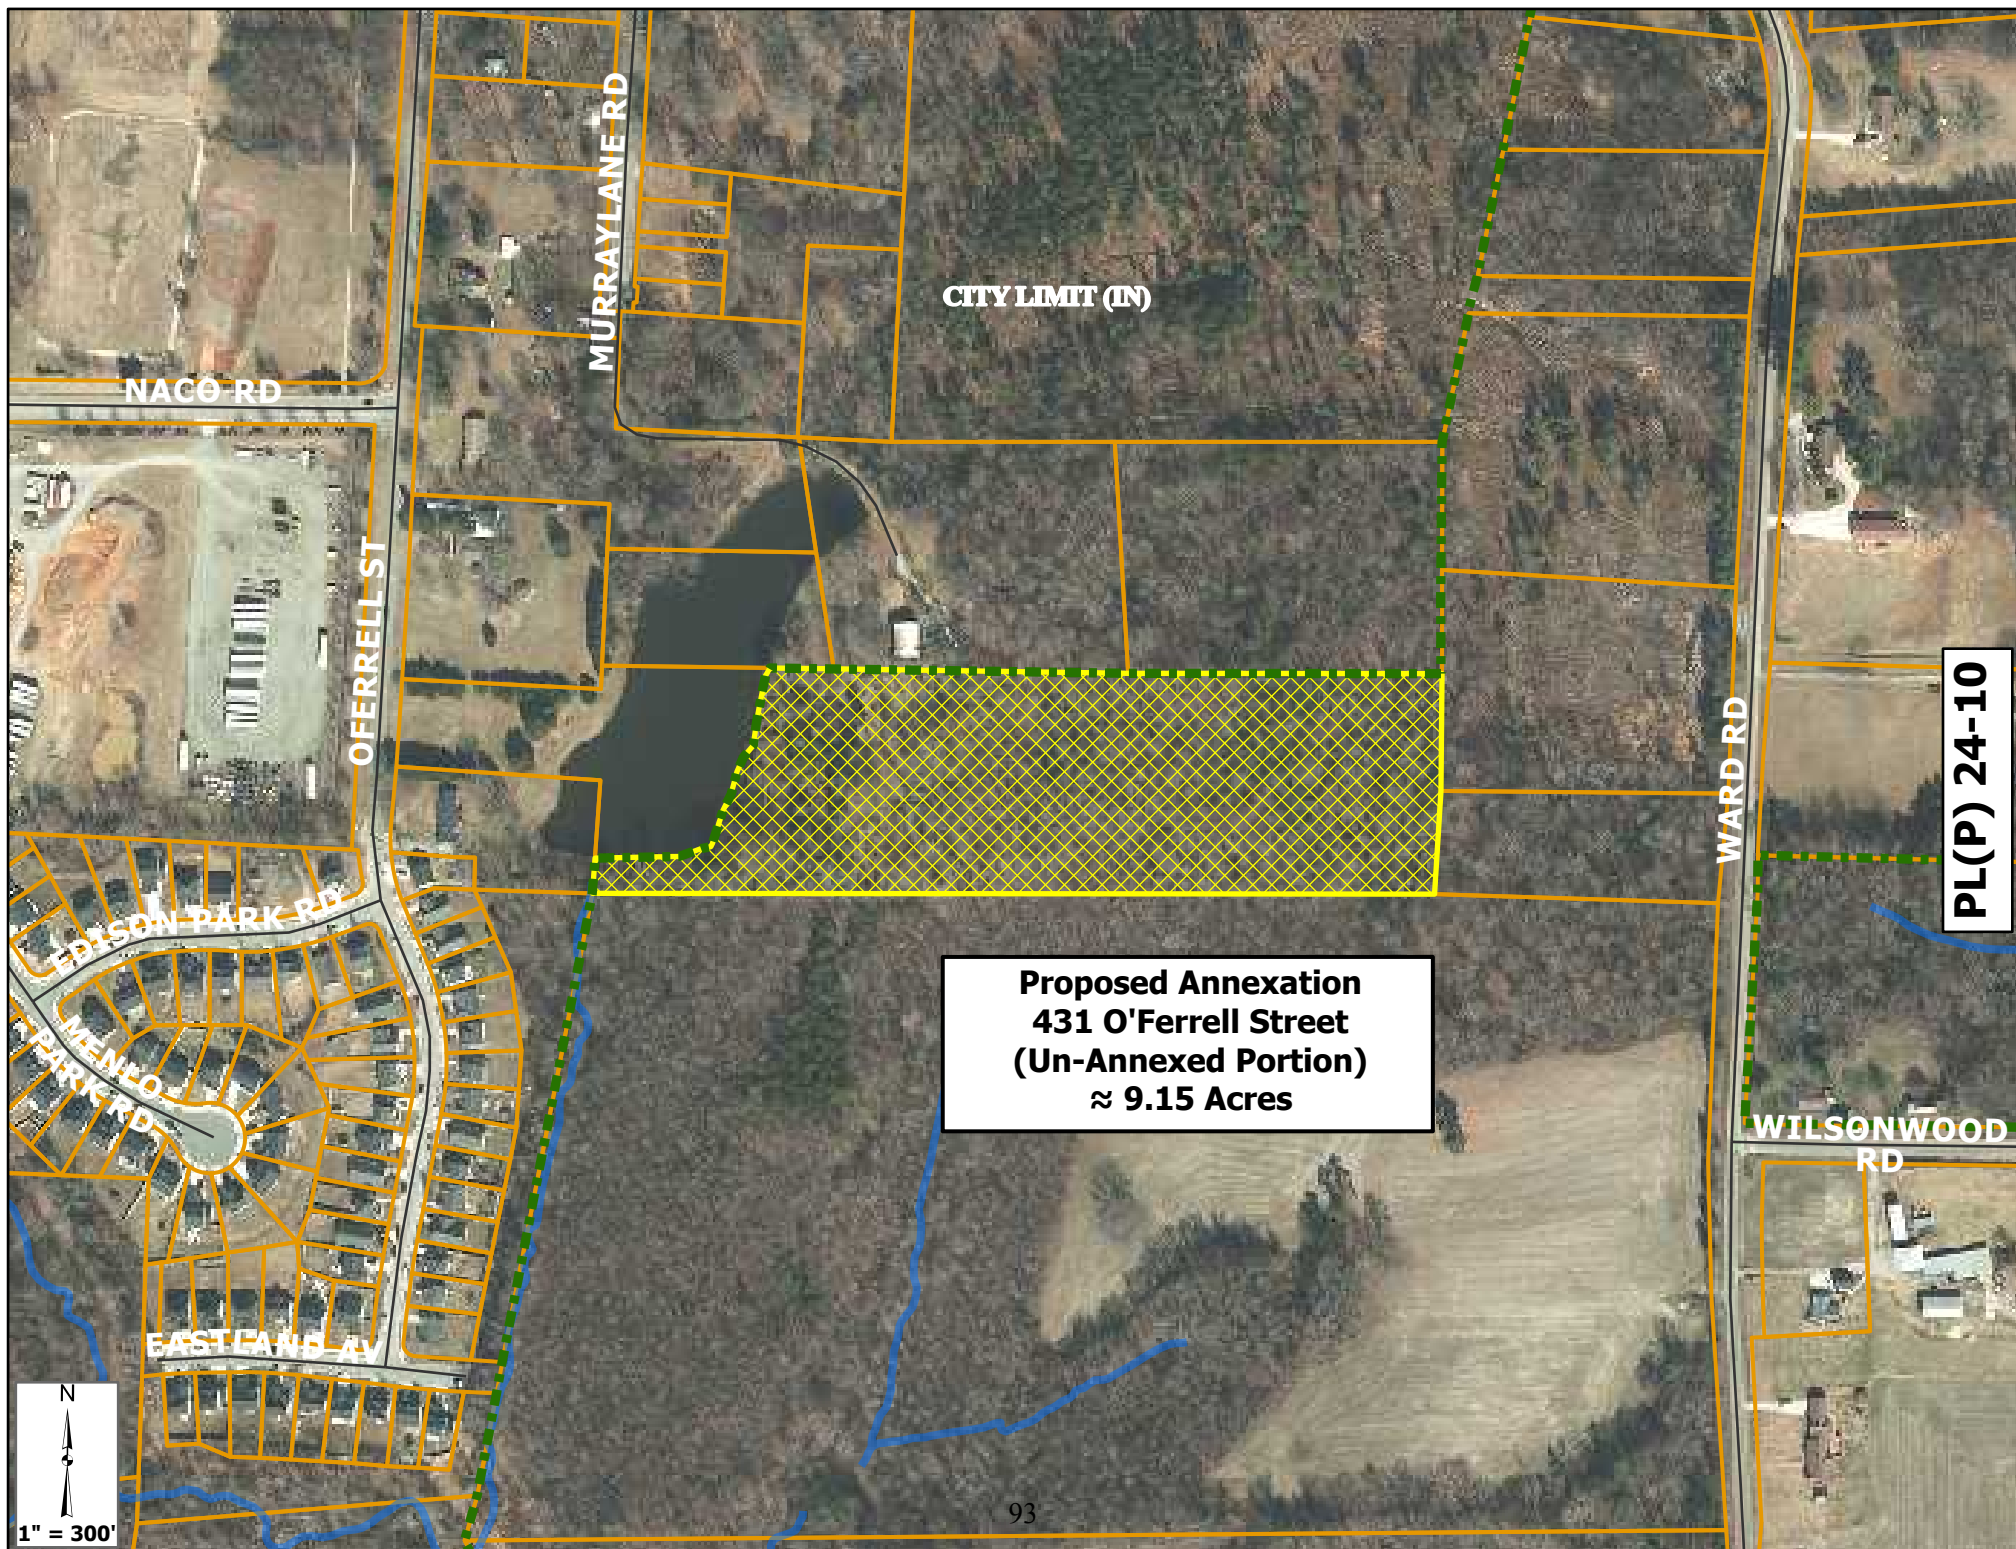 MURRAYLANE RD
CITY LIMIT (IN)
NACO RD
OFERRELL ST
WARD RD
PL(P) 24-10
EDISON PARK RD
MENLO
PARK RD
Proposed Annexation
431 O'Ferrell Street
(Un-Annexed Portion)
≈ 9.15 Acres
WILSONWOOD
RD
EASTLAND AV
N
1" = 300'
93